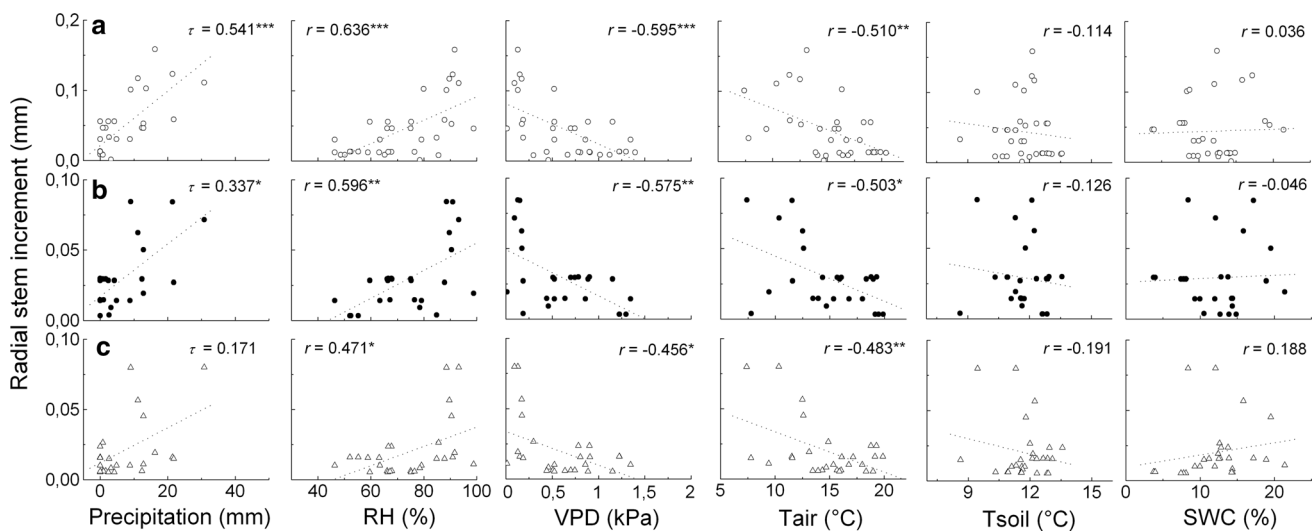 a τ = 0.541*** r = 0.636*** r = -0.595*** r = -0.510** r = -0.114 r = 0.036
0,2
0,1
0,0
b τ = 0.337* r = 0.596** r = -0.575** r = -0.503* r = -0.126 r = -0.046
0,10
0,05
0,00
c τ = 0.171 r = 0.471* r = -0.456* r = -0.483** r = -0.191 r = 0.188
0,10
0,05
0,00
Radial stem increment (mm)
0 20 40 40 60 80 100 0,5 1 1,5 2 5 10 15 20 9 12 15 0 10 20
Precipitation (mm) RH (%) VPD (kPa) Tair (°C) Tsoil (°C) SWC (%)